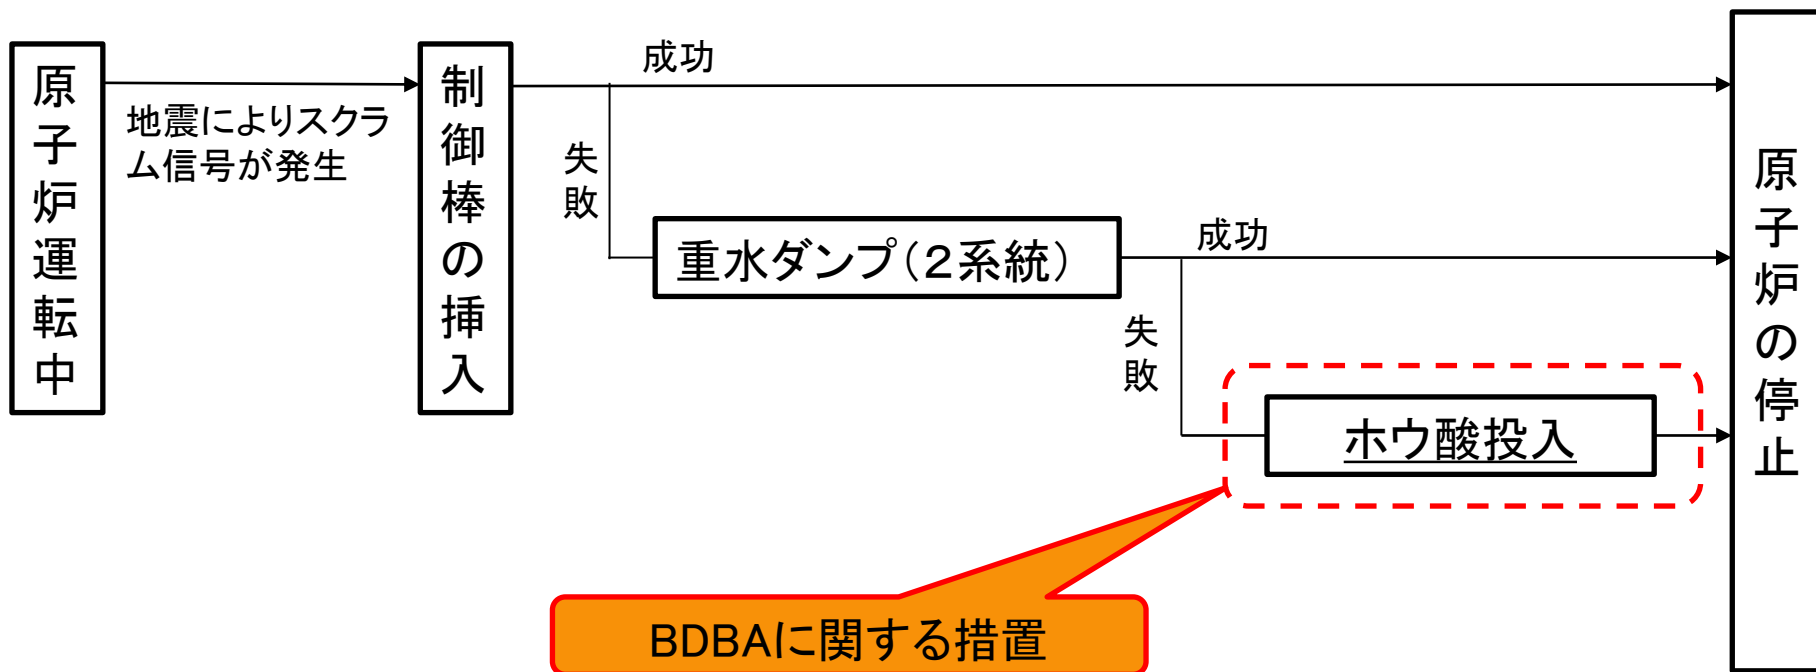 原子炉運転中
地震によりスクラ
ム信号が発生
制御棒の挿入
成功
失敗
重水ダンプ（２系統）
成功
失敗
ホウ酸投入
原子炉の停止
BDBAに関する措置